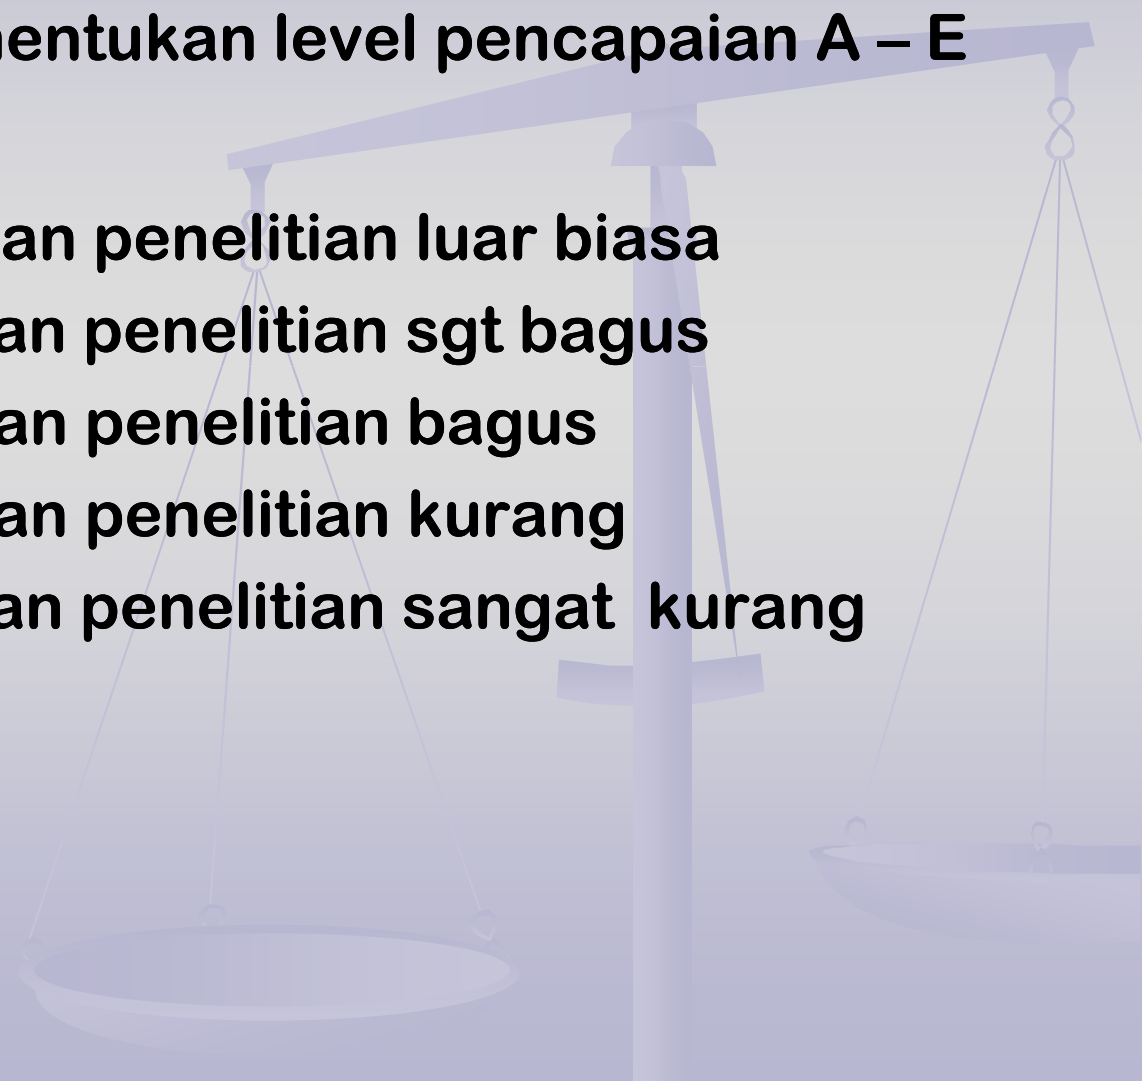 entukan level pencapaian A – E
an penelitian luar biasa
an penelitian sgt bagus
an penelitian bagus
an penelitian kurang
an penelitian sangat kurang